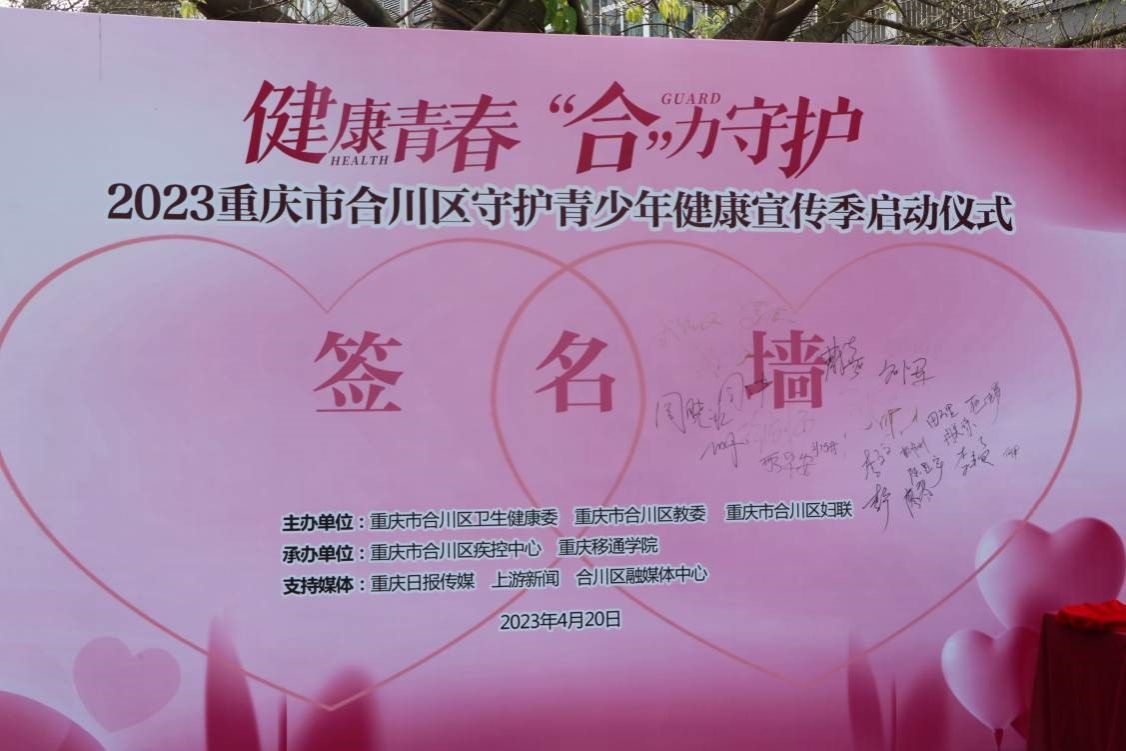 健康青春 “合”力守护
HEALTH GUARD
2023重庆市合川区守护青少年健康宣传季启动仪式
签名墙
主办单位：重庆市合川区卫生健康委 重庆市合川区教委 重庆市合川区妇联
承办单位：重庆市合川区疾控中心 重庆移通学院
支持媒体：重庆日报传媒 上游新闻 合川区融媒体中心
2023年4月20日